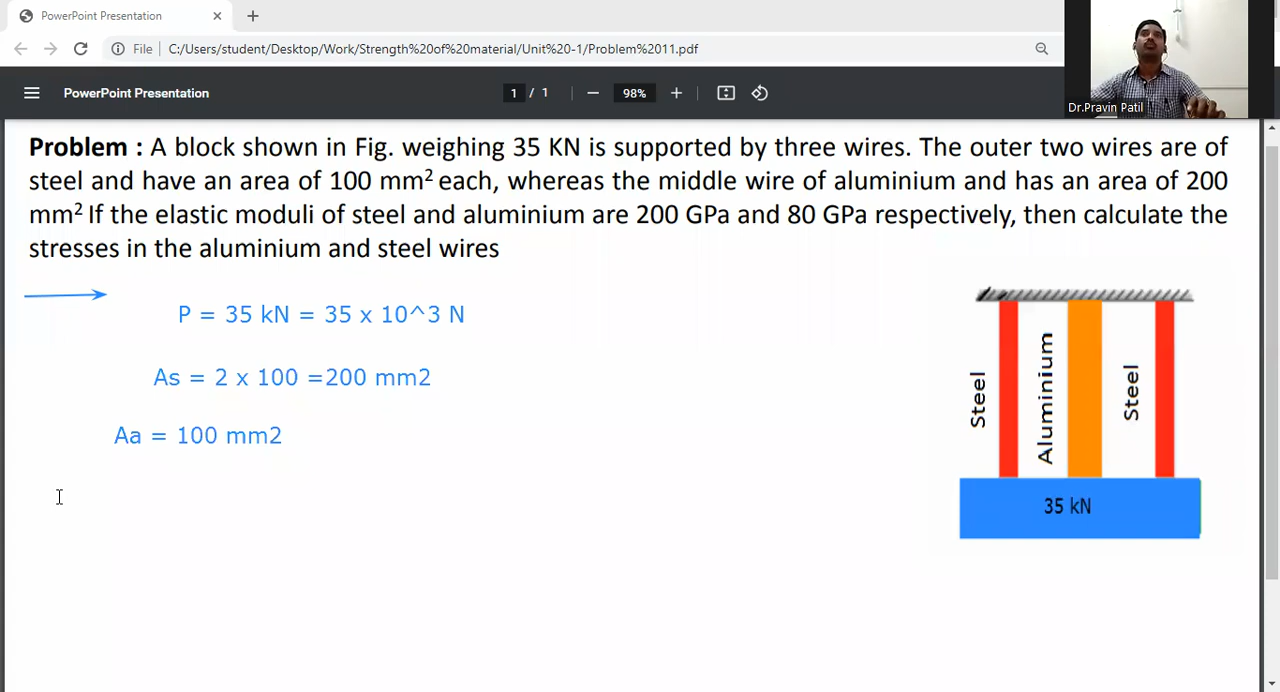 PowerPoint Presentation
File
C:/Users/student/Desktop/Work/Strength%20of%20material/Unit%20-1/Problem%2011.pdf
PowerPoint Presentation
1 / 1
98%
Dr.Pravin Patil
Problem : A block shown in Fig. weighing 35 KN is supported by three wires. The outer two wires are of
steel and have an area of 100 mm2 each, whereas the middle wire of aluminium and has an area of 200
mm2 If the elastic moduli of steel and aluminium are 200 GPa and 80 GPa respectively, then calculate the
stresses in the aluminium and steel wires
P = 35 kN = 35 x 10^3 N
As = 2 x 100 =200 mm2
Aa = 100 mm2
Steel
Aluminium
Steel
35 kN